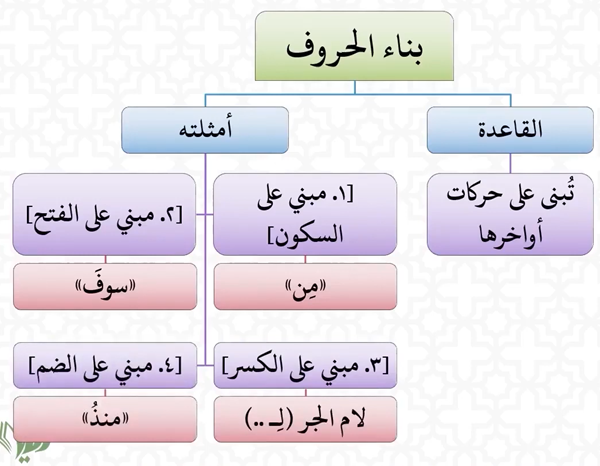 بناء الحروف
القاعدة
أمثلته
تُبنى على حركات
أواخرها
[١. مبني على
السكون]
«مِن»
[٢. مبني على الفتح]
«سوفَ»
[٣. مبني على الكسر]
لام الجر (لِـ ..)
[٤. مبني على الضم]
«منذُ»